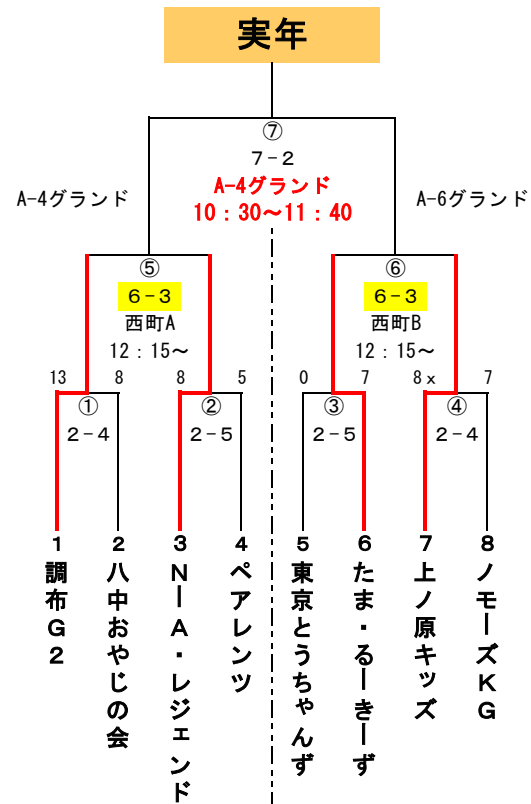 実年
⑦
7-2
A-4グランド
10:30～11:40
A-4グランド
A-6グランド
⑤
6-3
西町A
12:15～
⑥
6-3
西町B
12:15～
13
8
①
2-4
8
5
②
2-5
0
7
③
2-5
8x
7
④
2-4
1
調布G2
2
八中おやじの会
3
NIA・レジェンド
4
ペアレンツ
5
東京とうちゃんず
6
たま・るーきーず
7
上ノ原キッズ
8
ノモーズKG